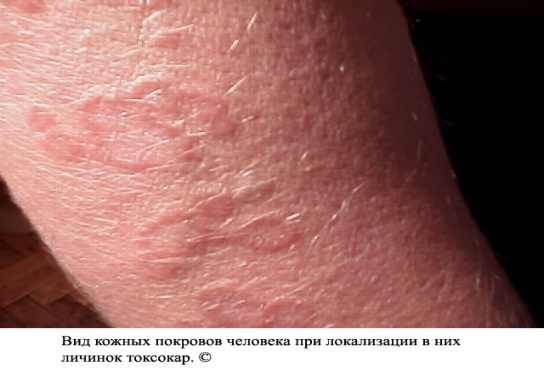 Вид кожных покровов человека при локализации в них
личинок токсокар. ©